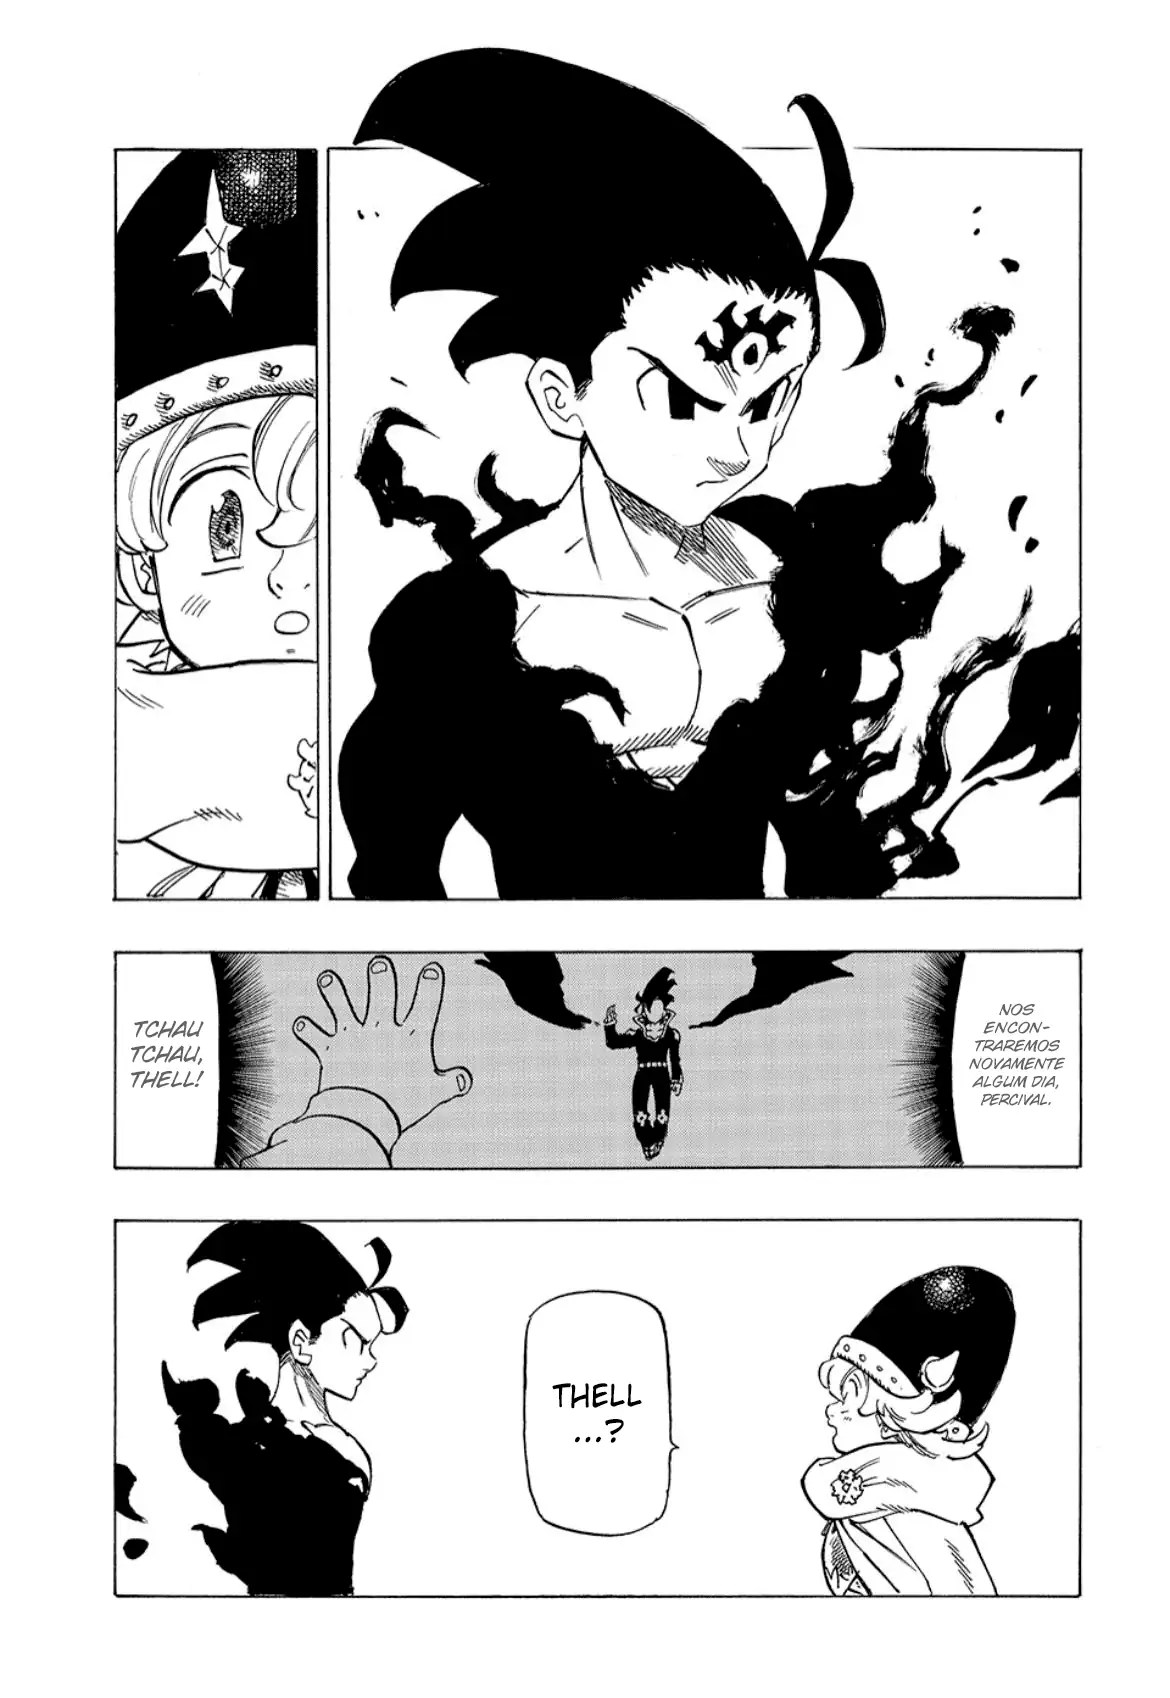 NOS
ENCON-
TRAREMOS
NOVAMENTE
ALGUM DIA,
PERCIVAL.
TCHAU
TCHAU,
THELL!
THELL
...?